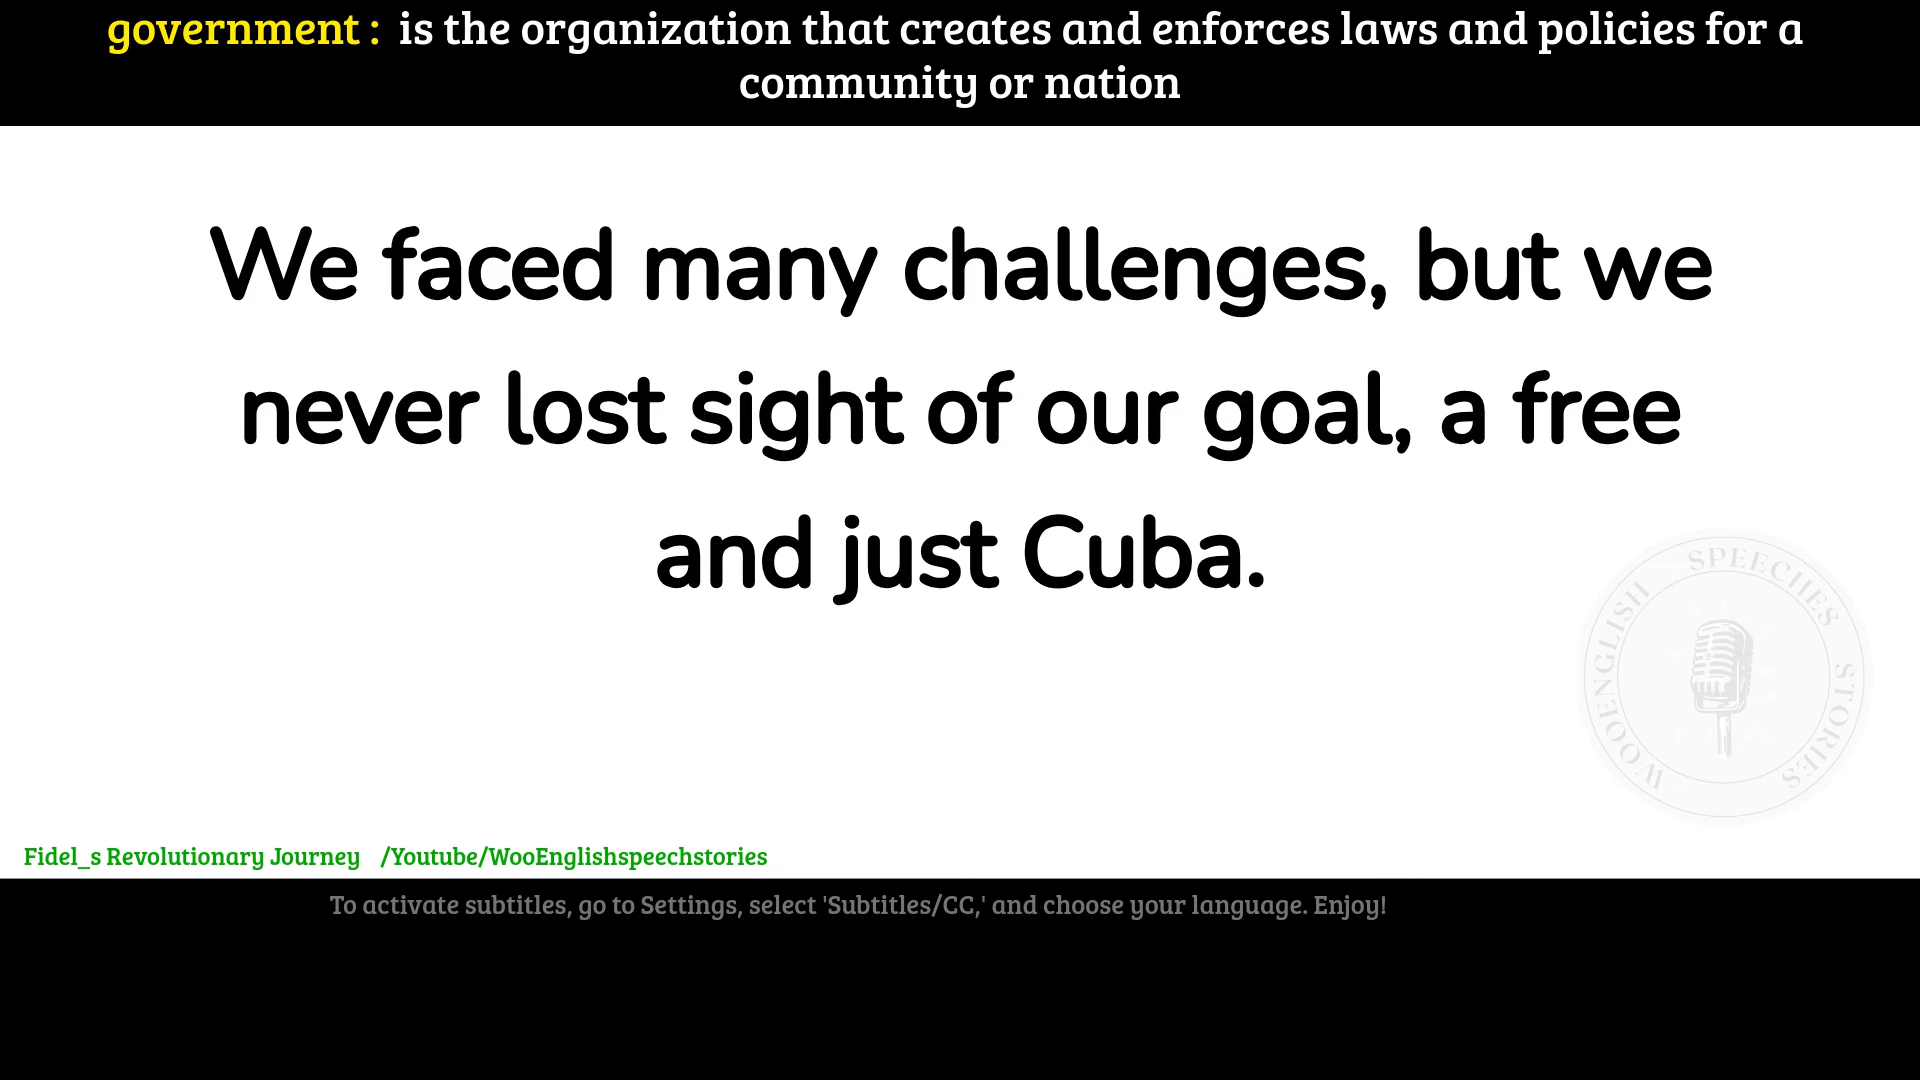 government :  is the organization that creates and enforces laws and policies for a
community or nation
We faced many challenges, but we
never lost sight of our goal, a free
and just Cuba.
WOOENGLISH SPEECHES STORIES
Fidel_s Revolutionary Journey   /Youtube/WooEnglishspeechstories
To activate subtitles, go to Settings, select 'Subtitles/CC,' and choose your language. Enjoy!